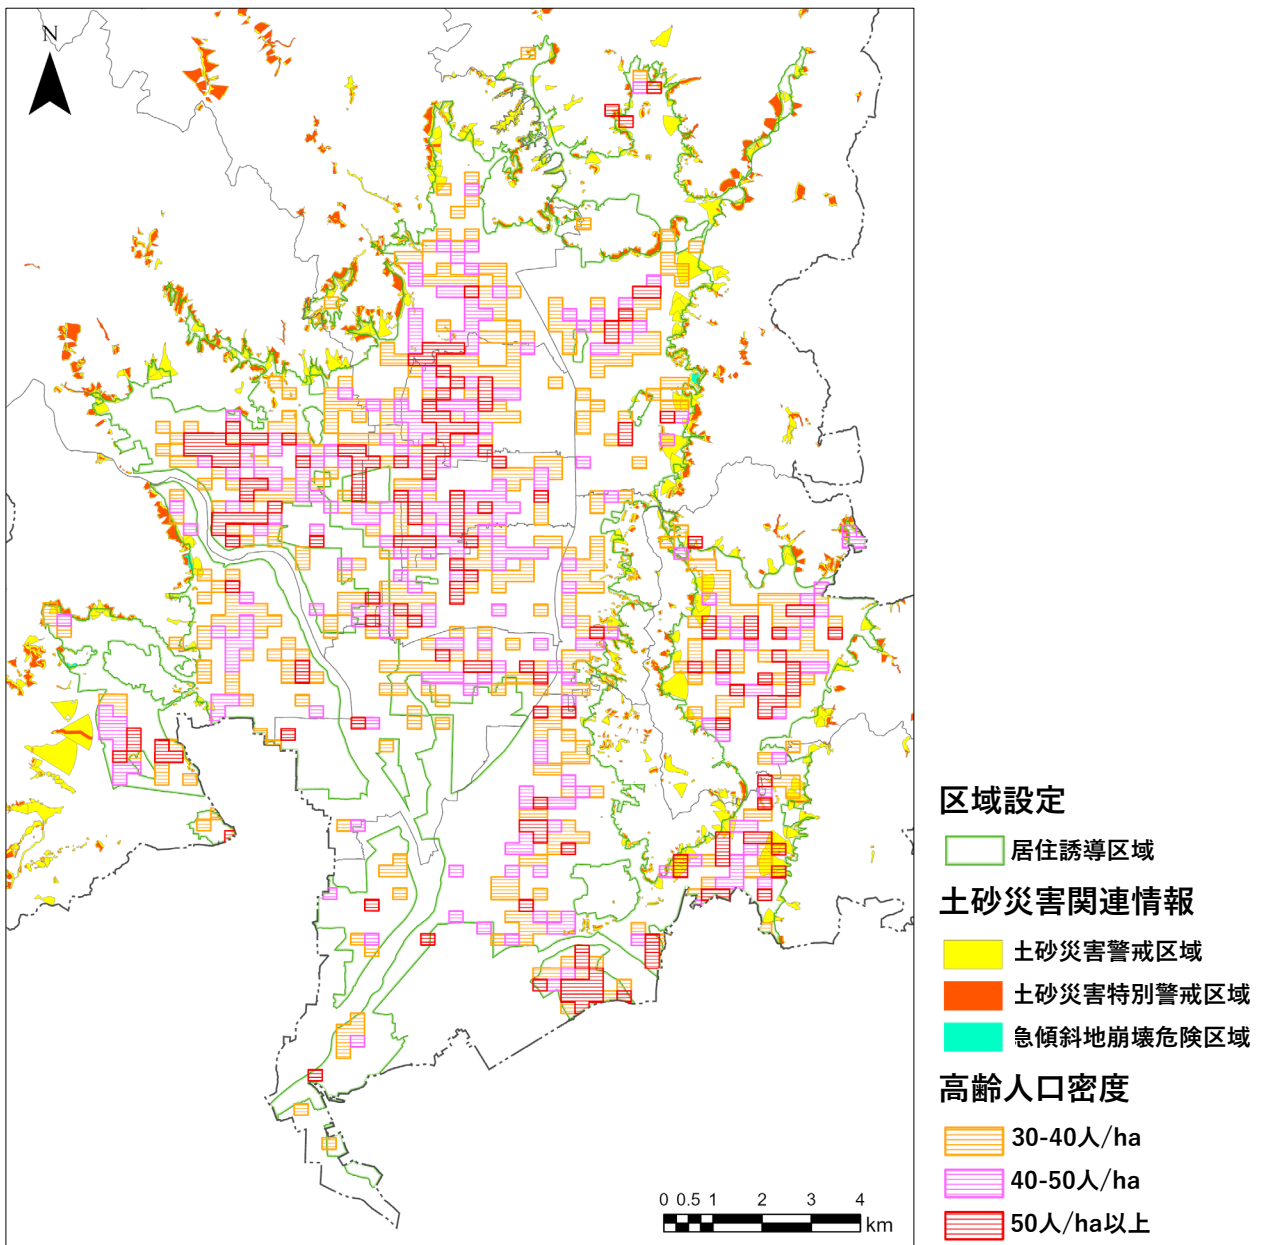 N
区域設定
居住誘導区域
土砂災害関連情報
土砂災害警戒区域
土砂災害特別警戒区域
急傾斜地崩壊危険区域
高齢人口密度
30-40人/ha
40-50人/ha
50人/ha以上
0 0.5 1 2 3 4
km